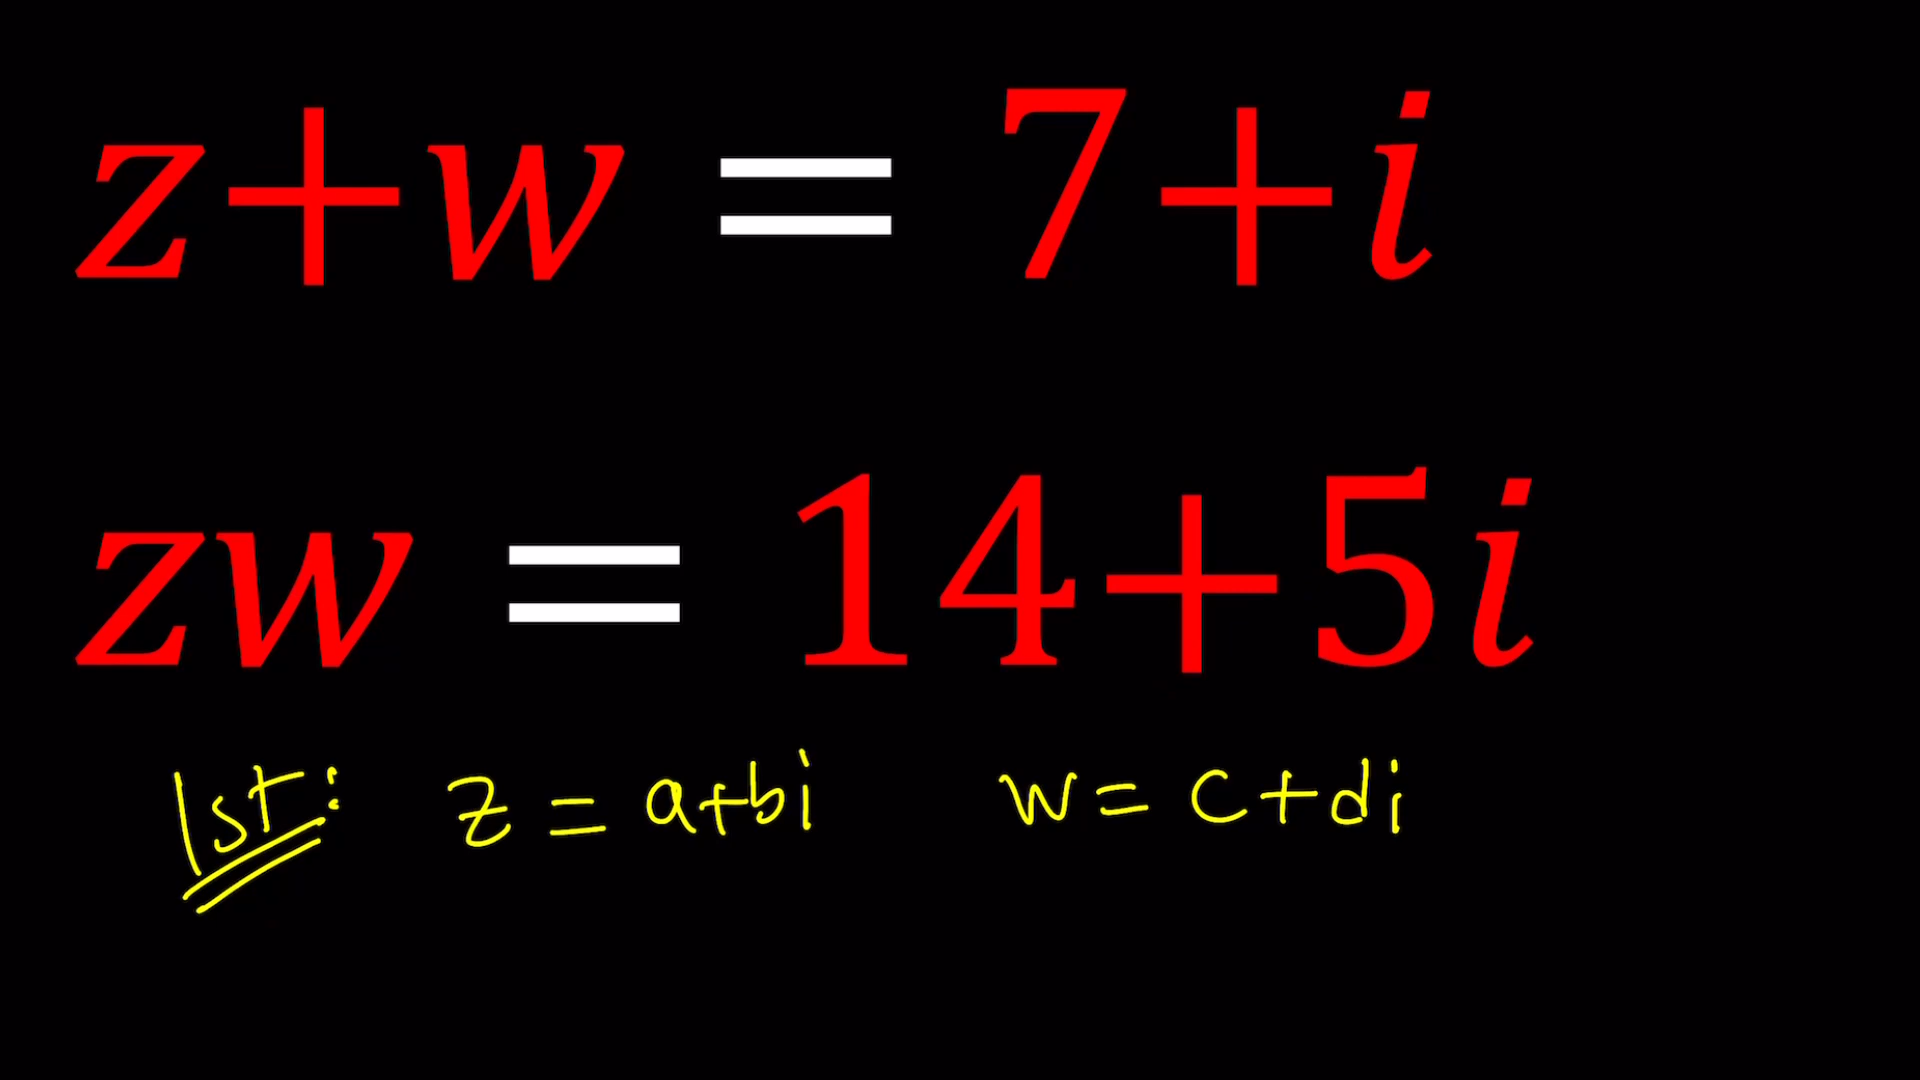 z+w = 7+i
zw = 14+5i
1st: z = a+bi w = c+di